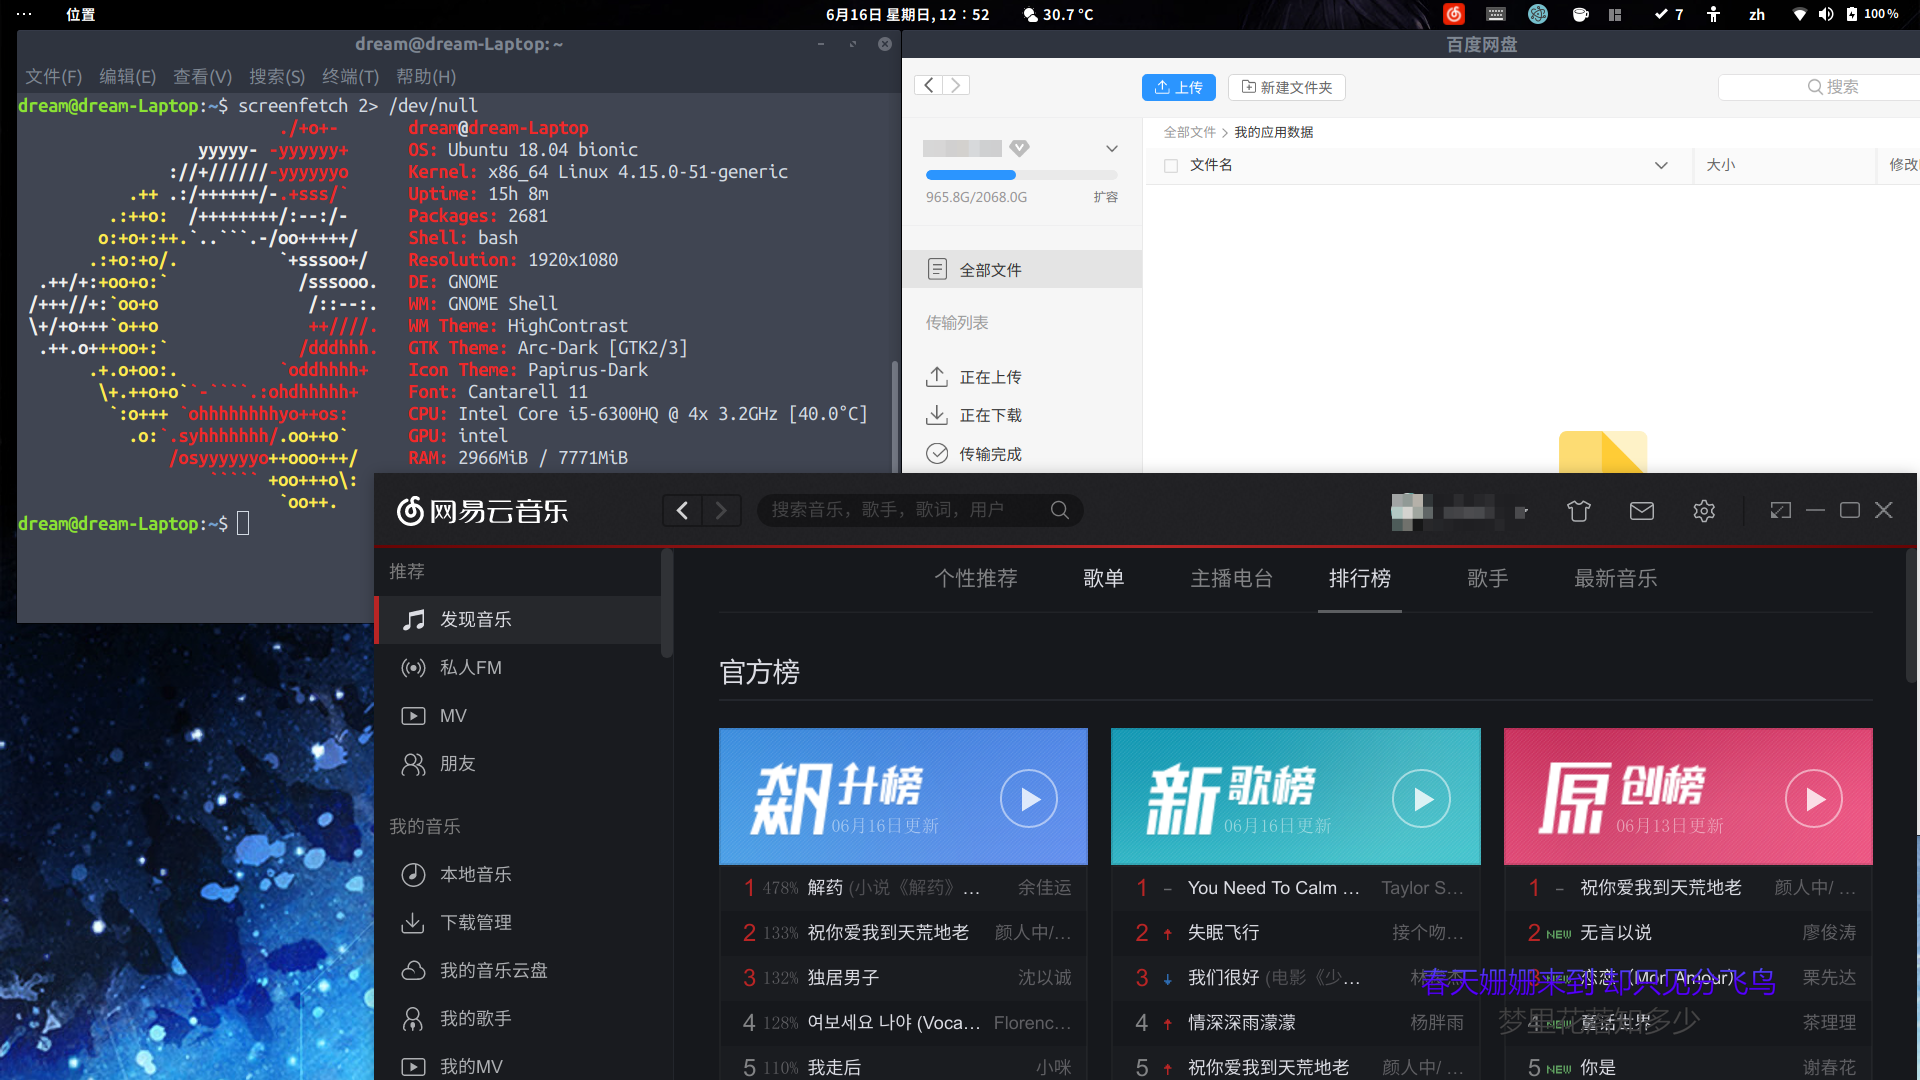 ··· 位置 6月16日 星期日, 12：52 30.7 °C 7 zh 100 %
dream@dream-Laptop: ~
文件(F) 编辑(E) 查看(V) 搜索(S) 终端(T) 帮助(H)
dream@dream-Laptop:~$ screenfetch 2> /dev/null
./+o+- dream@dream-Laptop
yyyyy- -yyyyyy+ OS: Ubuntu 18.04 bionic
://+//////-yyyyyyo Kernel: x86_64 Linux 4.15.0-51-generic
.++ .:/++++++/-.+sss/` Uptime: 15h 8m
.:++o: /++++++++/:--:/- Packages: 2681
o:+o+:++.`..```.-/oo+++++/ Shell: bash
.:+o:+o/. `+sssoo+/ Resolution: 1920x1080
.++/+:+oo+o:` /sssooo. DE: GNOME
/+++//+:`oo+o /::--:. WM: GNOME Shell
\+/+o+++`o++o ++////. WM Theme: HighContrast
.++.o+++oo+:` /dddhhh. GTK Theme: Arc-Dark [GTK2/3]
.+.o+oo:. `oddhhhh+ Icon Theme: Papirus-Dark
\+.++o+o``-````.:ohdhhhhh+ Font: Cantarell 11
`:o+++ `ohhhhhhhhyo++os: CPU: Intel Core i5-6300HQ @ 4x 3.2GHz [40.0°C]
.o:`.syhhhhhhh/.oo++o` GPU: intel
/osyyyyyyo++ooo+++/ RAM: 2966MiB / 7771MiB
````` +oo+++o\:
`oo++.
dream@dream-Laptop:~$
百度网盘
上传 新建文件夹 搜索
965.8G/2068.0G 扩容
全部文件
传输列表
正在上传
正在下载
传输完成
全部文件 > 我的应用数据
文件名 大小 修改
网易云音乐 搜索音乐，歌手，歌词，用户
推荐
发现音乐
私人FM
MV
朋友
我的音乐
本地音乐
下载管理
我的音乐云盘
我的歌手
我的MV
个性推荐 歌单 主播电台 排行榜 歌手 最新音乐
官方榜
飙升榜
06月16日更新
1 478% 解药 (小说《解药》... 余佳运
2 133% 祝你爱我到天荒地老 颜人中/...
3 132% 独居男子 沈以诚
4 128% 여보세요 나야 (Voca... Florenc...
5 110% 我走后 小咪
新歌榜
06月16日更新
1 - You Need To Calm ... Taylor S...
2 失眠飞行 接个吻...
3 我们很好 (电影《少...
4 情深深雨濛濛 杨胖雨
5 祝你爱我到天荒地老 颜人中/ ...
原创榜
06月13日更新
1 - 祝你爱我到天荒地老 颜人中/ ...
2 NEW 无言以说 廖俊涛
3 NEW 恋恋 (Mon Amour) 栗先达
4 NEW 童话世界 茶理理
5 NEW 你是 谢春花
春天姗姗来到 却只见分飞鸟
梦里花落知多少